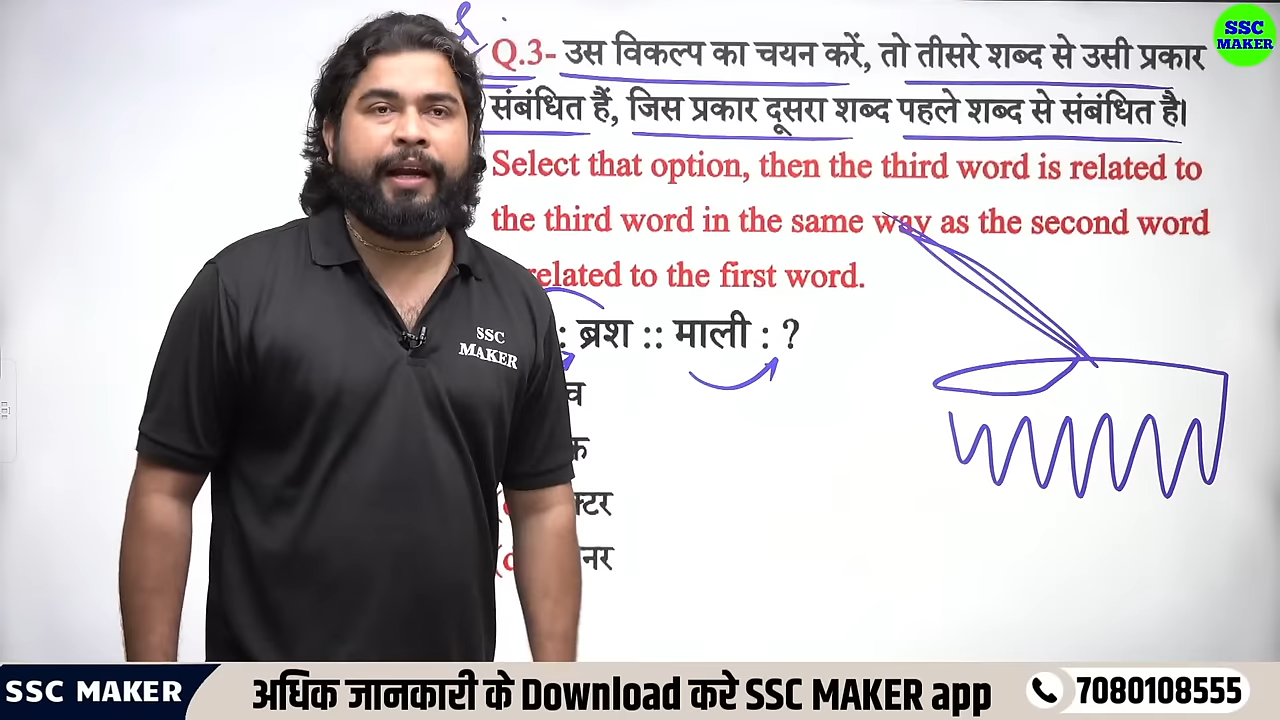 SSC
MAKER
Q.3- उस विकल्प का चयन करें, तो तीसरे शब्द से उसी प्रकार
संबंधित हैं, जिस प्रकार दूसरा शब्द पहले शब्द से संबंधित है।
Select that option, then the third word is related to
the third word in the same way as the second word
related to the first word.
: ब्रश :: माली : ?
SSC
MAKER
SSC MAKER
अधिक जानकारी के Download करे SSC MAKER app
7080108555